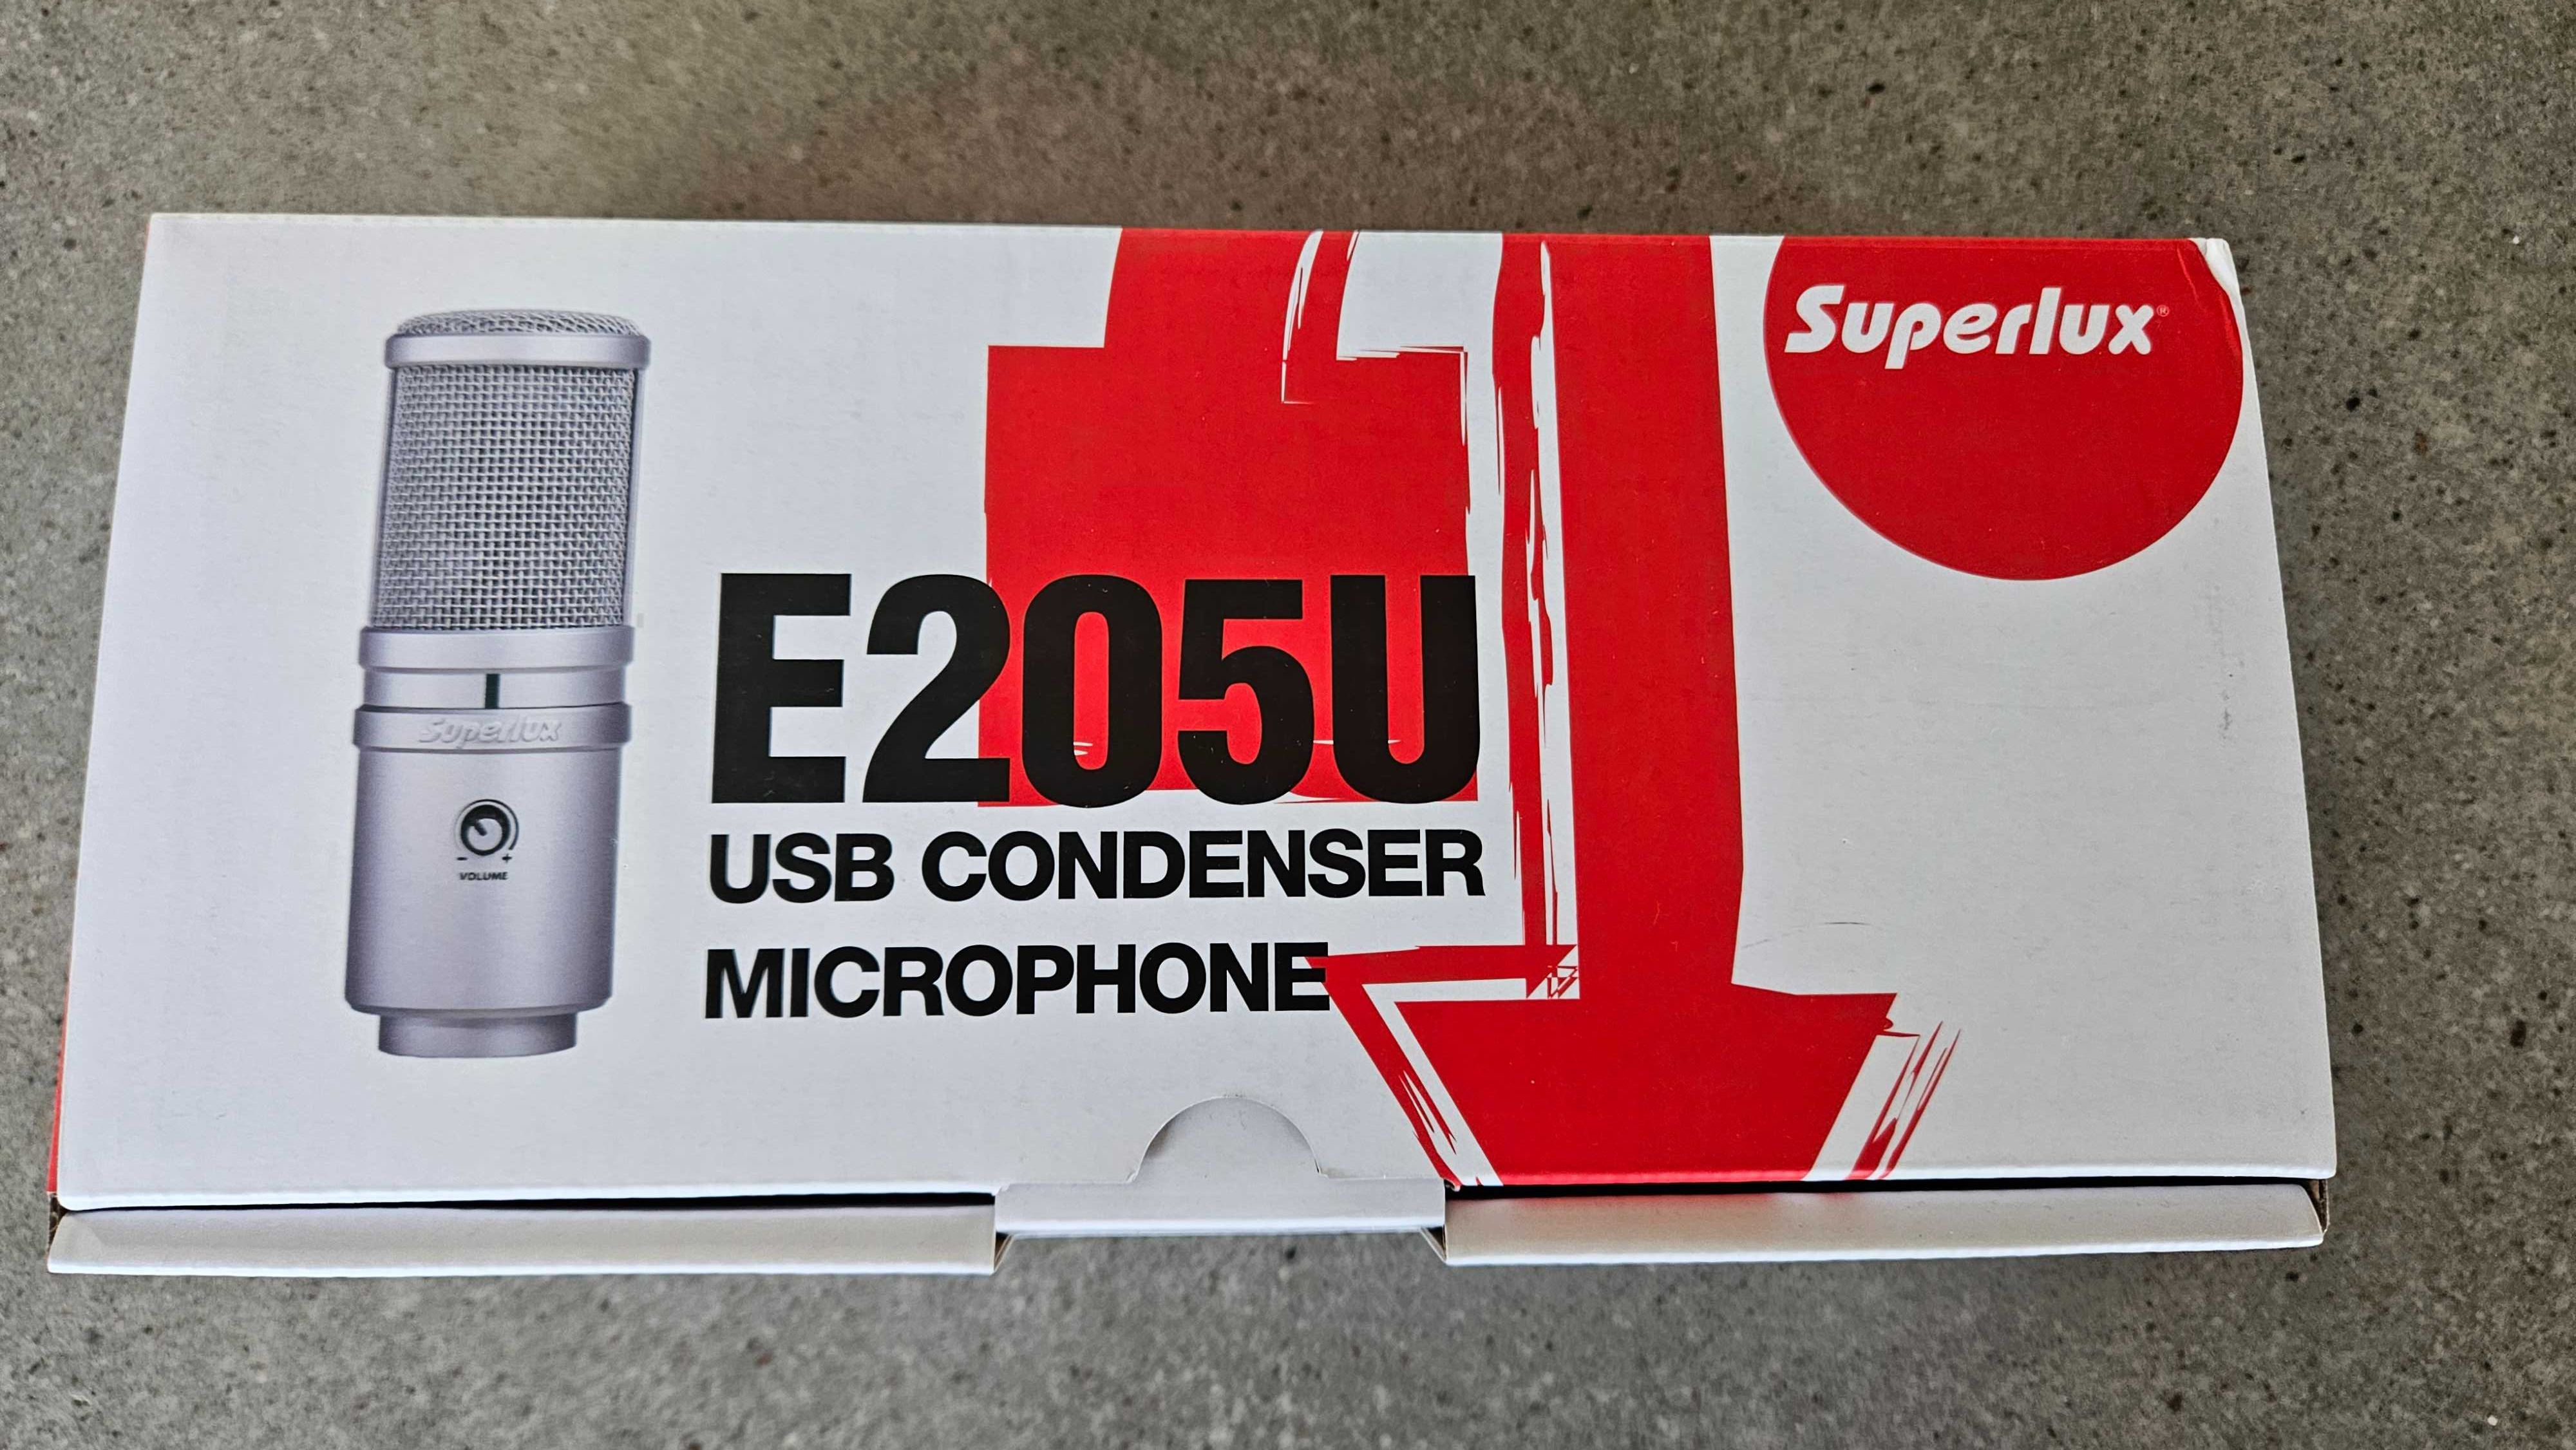 Superlux®
Superlux
- +
VOLUME
E205U
USB CONDENSER
MICROPHONE